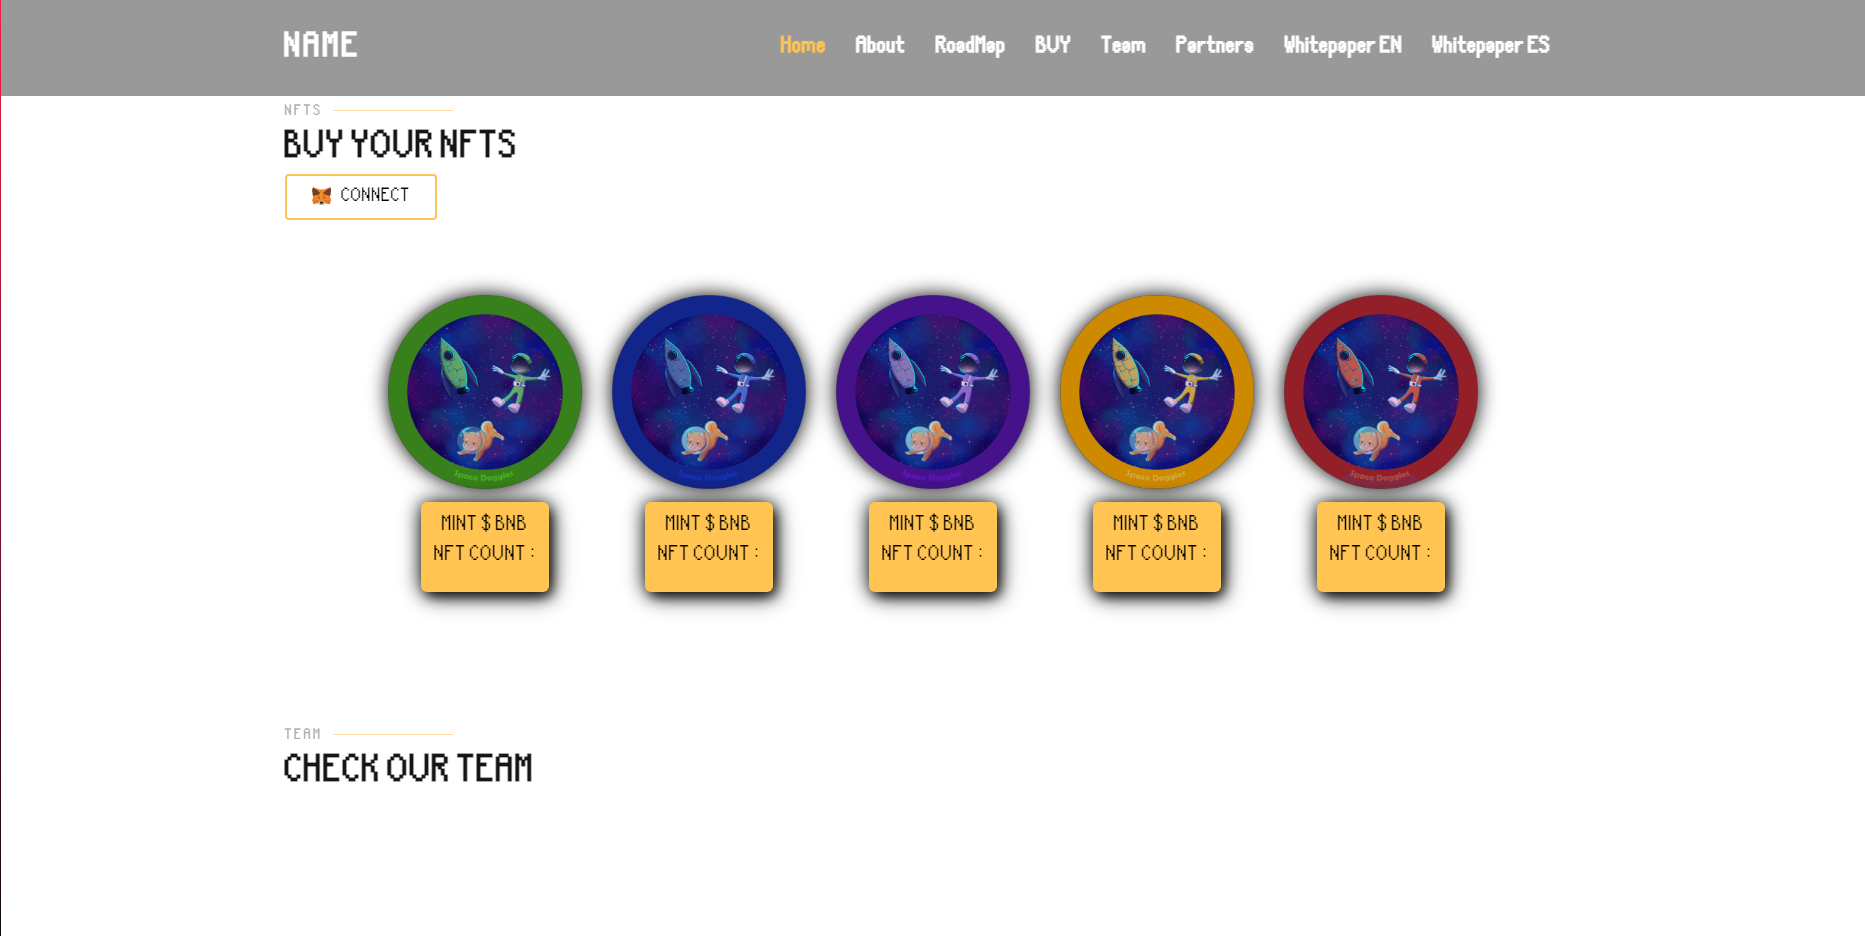 NAME
Home About RoadMap BUY Team Partners Whitepaper EN Whitepaper ES
NFTS
BUY YOUR NFTS
CONNECT
Space Doggies Space Doggies Space Doggies Space Doggies Space Doggies
MINT $ BNB MINT $ BNB MINT $ BNB MINT $ BNB MINT $ BNB
NFT COUNT : NFT COUNT : NFT COUNT : NFT COUNT : NFT COUNT :
TEAM
CHECK OUR TEAM